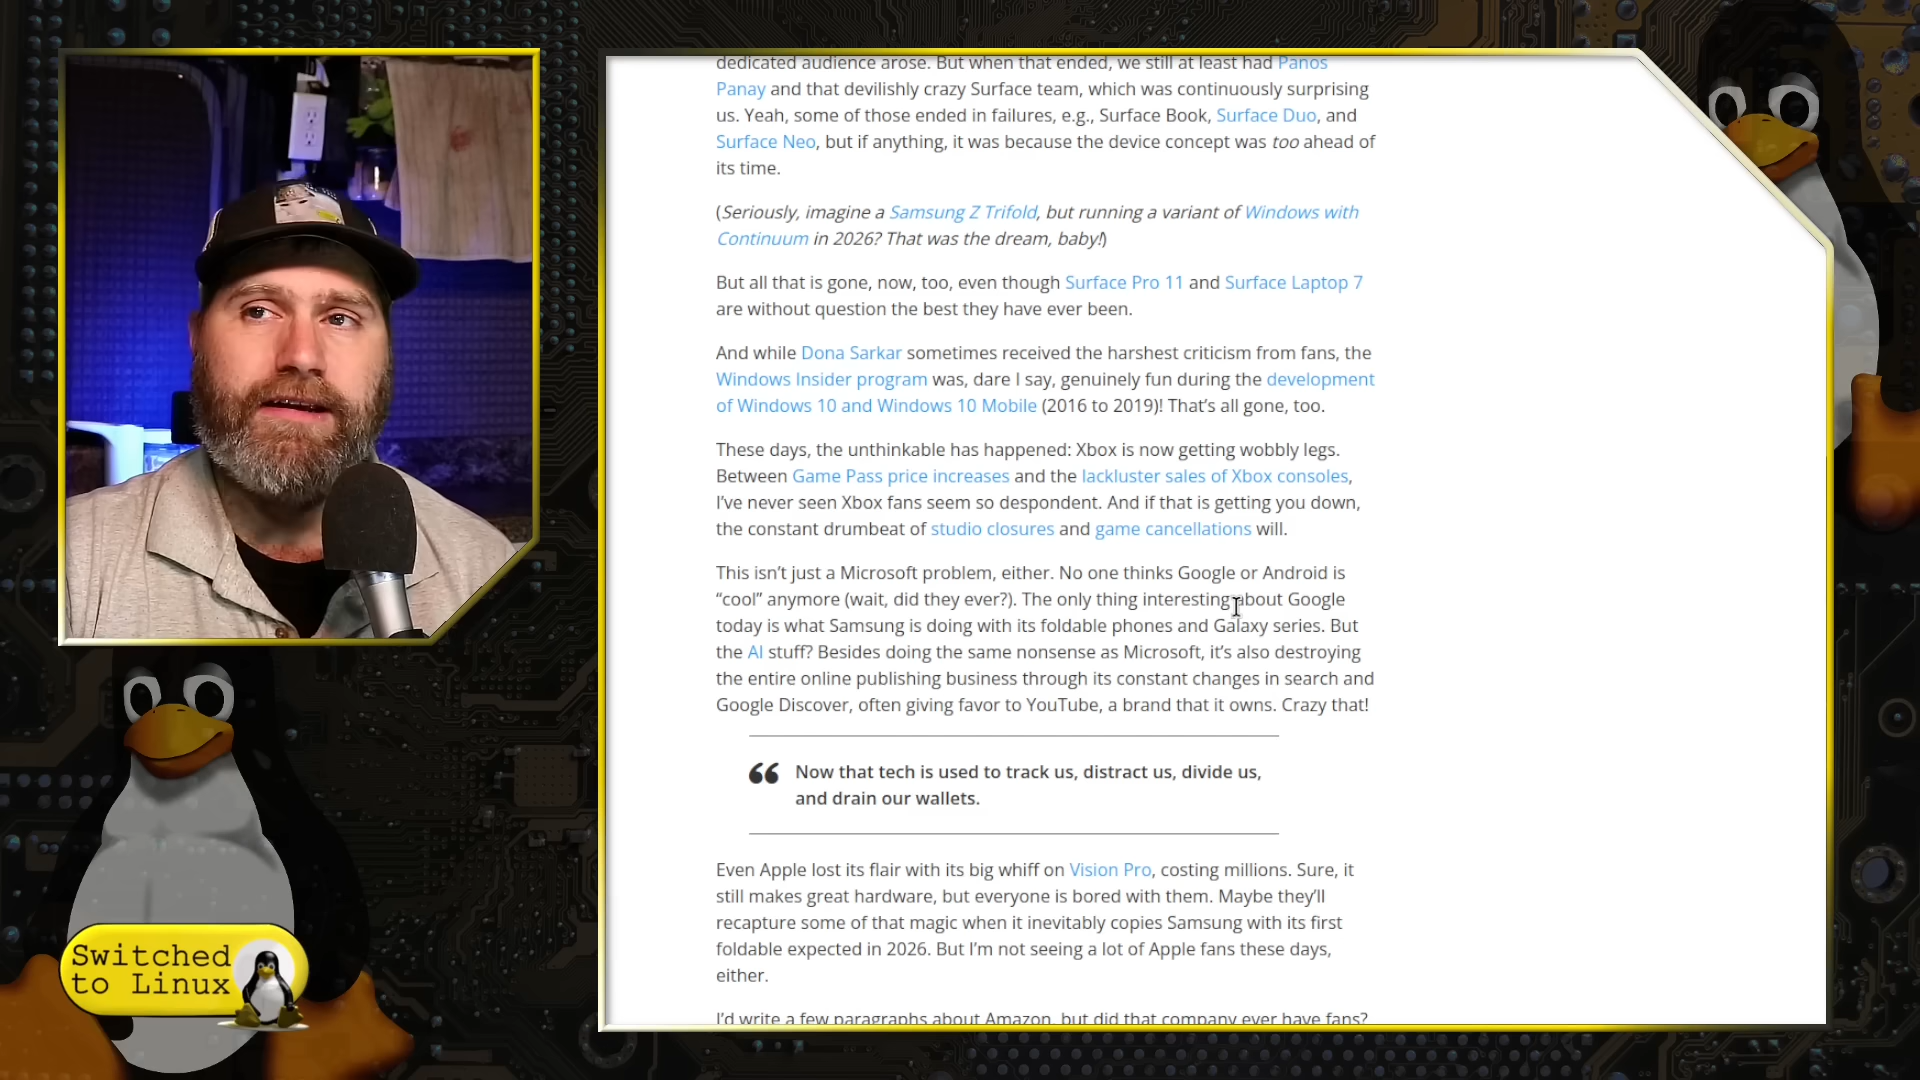 dedicated audience arose. But when that ended, we still at least had Panos
Panay and that devilishly crazy Surface team, which was continuously surprising
us. Yeah, some of those ended in failures, e.g., Surface Book, Surface Duo, and
Surface Neo, but if anything, it was because the device concept was too ahead of
its time.
(Seriously, imagine a Samsung Z Trifold, but running a variant of Windows with
Continuum in 2026? That was the dream, baby!)
But all that is gone, now, too, even though Surface Pro 11 and Surface Laptop 7
are without question the best they have ever been.
And while Dona Sarkar sometimes received the harshest criticism from fans, the
Windows Insider program was, dare I say, genuinely fun during the development
of Windows 10 and Windows 10 Mobile (2016 to 2019)! That’s all gone, too.
These days, the unthinkable has happened: Xbox is now getting wobbly legs.
Between Game Pass price increases and the lackluster sales of Xbox consoles,
I’ve never seen Xbox fans seem so despondent. And if that is getting you down,
the constant drumbeat of studio closures and game cancellations will.
This isn’t just a Microsoft problem, either. No one thinks Google or Android is
“cool” anymore (wait, did they ever?). The only thing interesting about Google
today is what Samsung is doing with its foldable phones and Galaxy series. But
the AI stuff? Besides doing the same nonsense as Microsoft, it’s also destroying
the entire online publishing business through its constant changes in search and
Google Discover, often giving favor to YouTube, a brand that it owns. Crazy that!
“ Now that tech is used to track us, distract us, divide us,
and drain our wallets.
Even Apple lost its flair with its big whiff on Vision Pro, costing millions. Sure, it
still makes great hardware, but everyone is bored with them. Maybe they’ll
recapture some of that magic when it inevitably copies Samsung with its first
foldable expected in 2026. But I’m not seeing a lot of Apple fans these days,
either.
I’d write a few paragraphs about Amazon, but did that company ever have fans?
Switched
to Linux